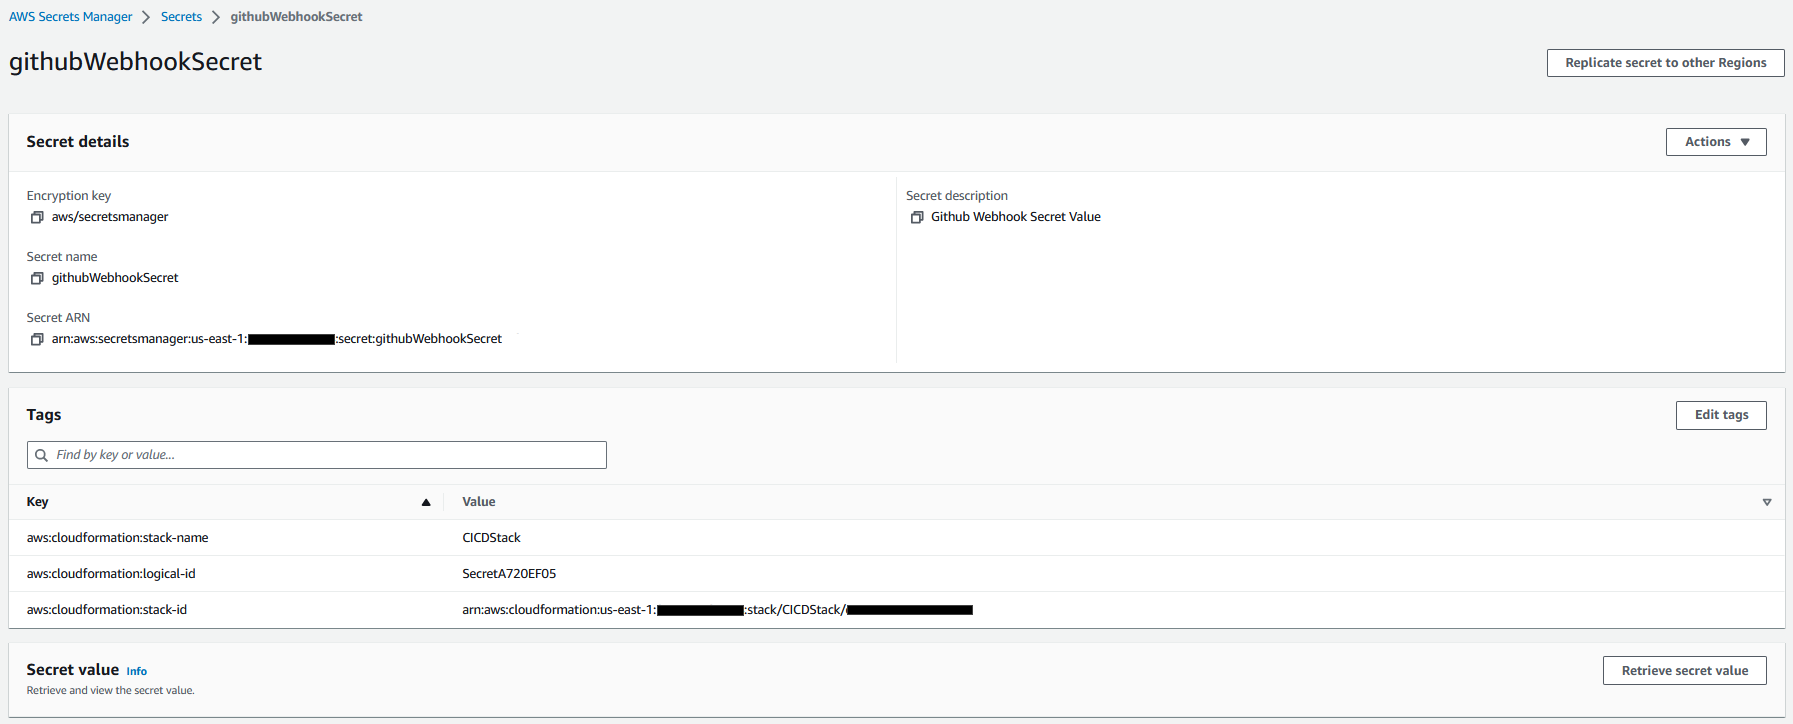 AWS Secrets Manager > Secrets > githubWebhookSecret
githubWebhookSecret
Replicate secret to other Regions
Secret details
Actions
Encryption key
aws/secretsmanager
Secret description
Github Webhook Secret Value
Secret name
githubWebhookSecret
Secret ARN
arn:aws:secretsmanager:us-east-1: :secret:githubWebhookSecret
Tags
Edit tags
Find by key or value...
Key Value
aws:cloudformation:stack-name CICDStack
aws:cloudformation:logical-id SecretA720EF05
aws:cloudformation:stack-id arn:aws:cloudformation:us-east-1: :stack/CICDStack/
Secret value Info
Retrieve secret value
Retrieve and view the secret value.